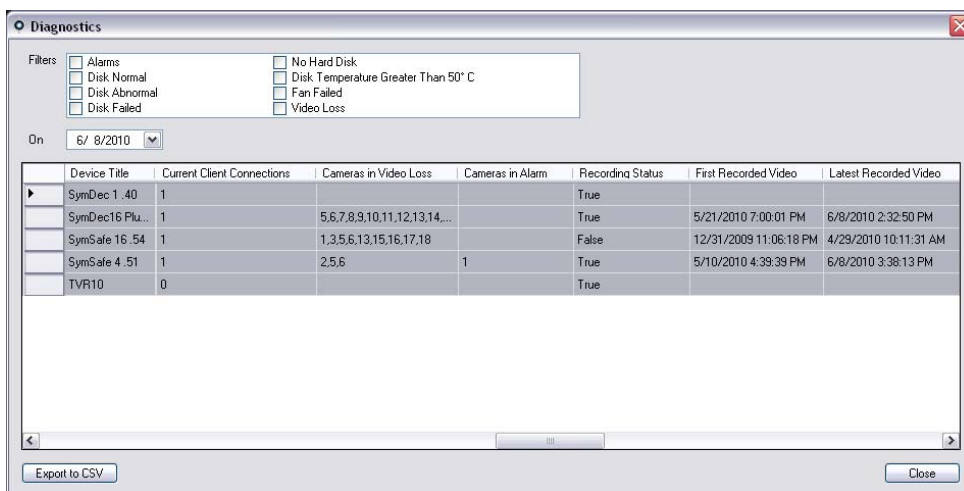 Diagnostics
Filters
Alarms
Disk Normal
Disk Abnormal
Disk Failed
No Hard Disk
Disk Temperature Greater Than 50° C
Fan Failed
Video Loss
On 6/ 8/2010
Device Title Current Client Connections Cameras in Video Loss Cameras in Alarm Recording Status First Recorded Video Latest Recorded Video
SymDec 1 .40 1 True
SymDec16 Plu... 1 5,6,7,8,9,10,11,12,13,14,... True 5/21/2010 7:00:01 PM 6/8/2010 2:32:50 PM
SymSafe 16 .54 1 1,3,5,6,13,15,16,17,18 False 12/31/2009 11:06:18 PM 4/29/2010 10:11:31 AM
SymSafe 4 .51 1 2,5,6 1 True 5/10/2010 4:39:39 PM 6/8/2010 3:38:13 PM
TVR10 0 True
Export to CSV Close